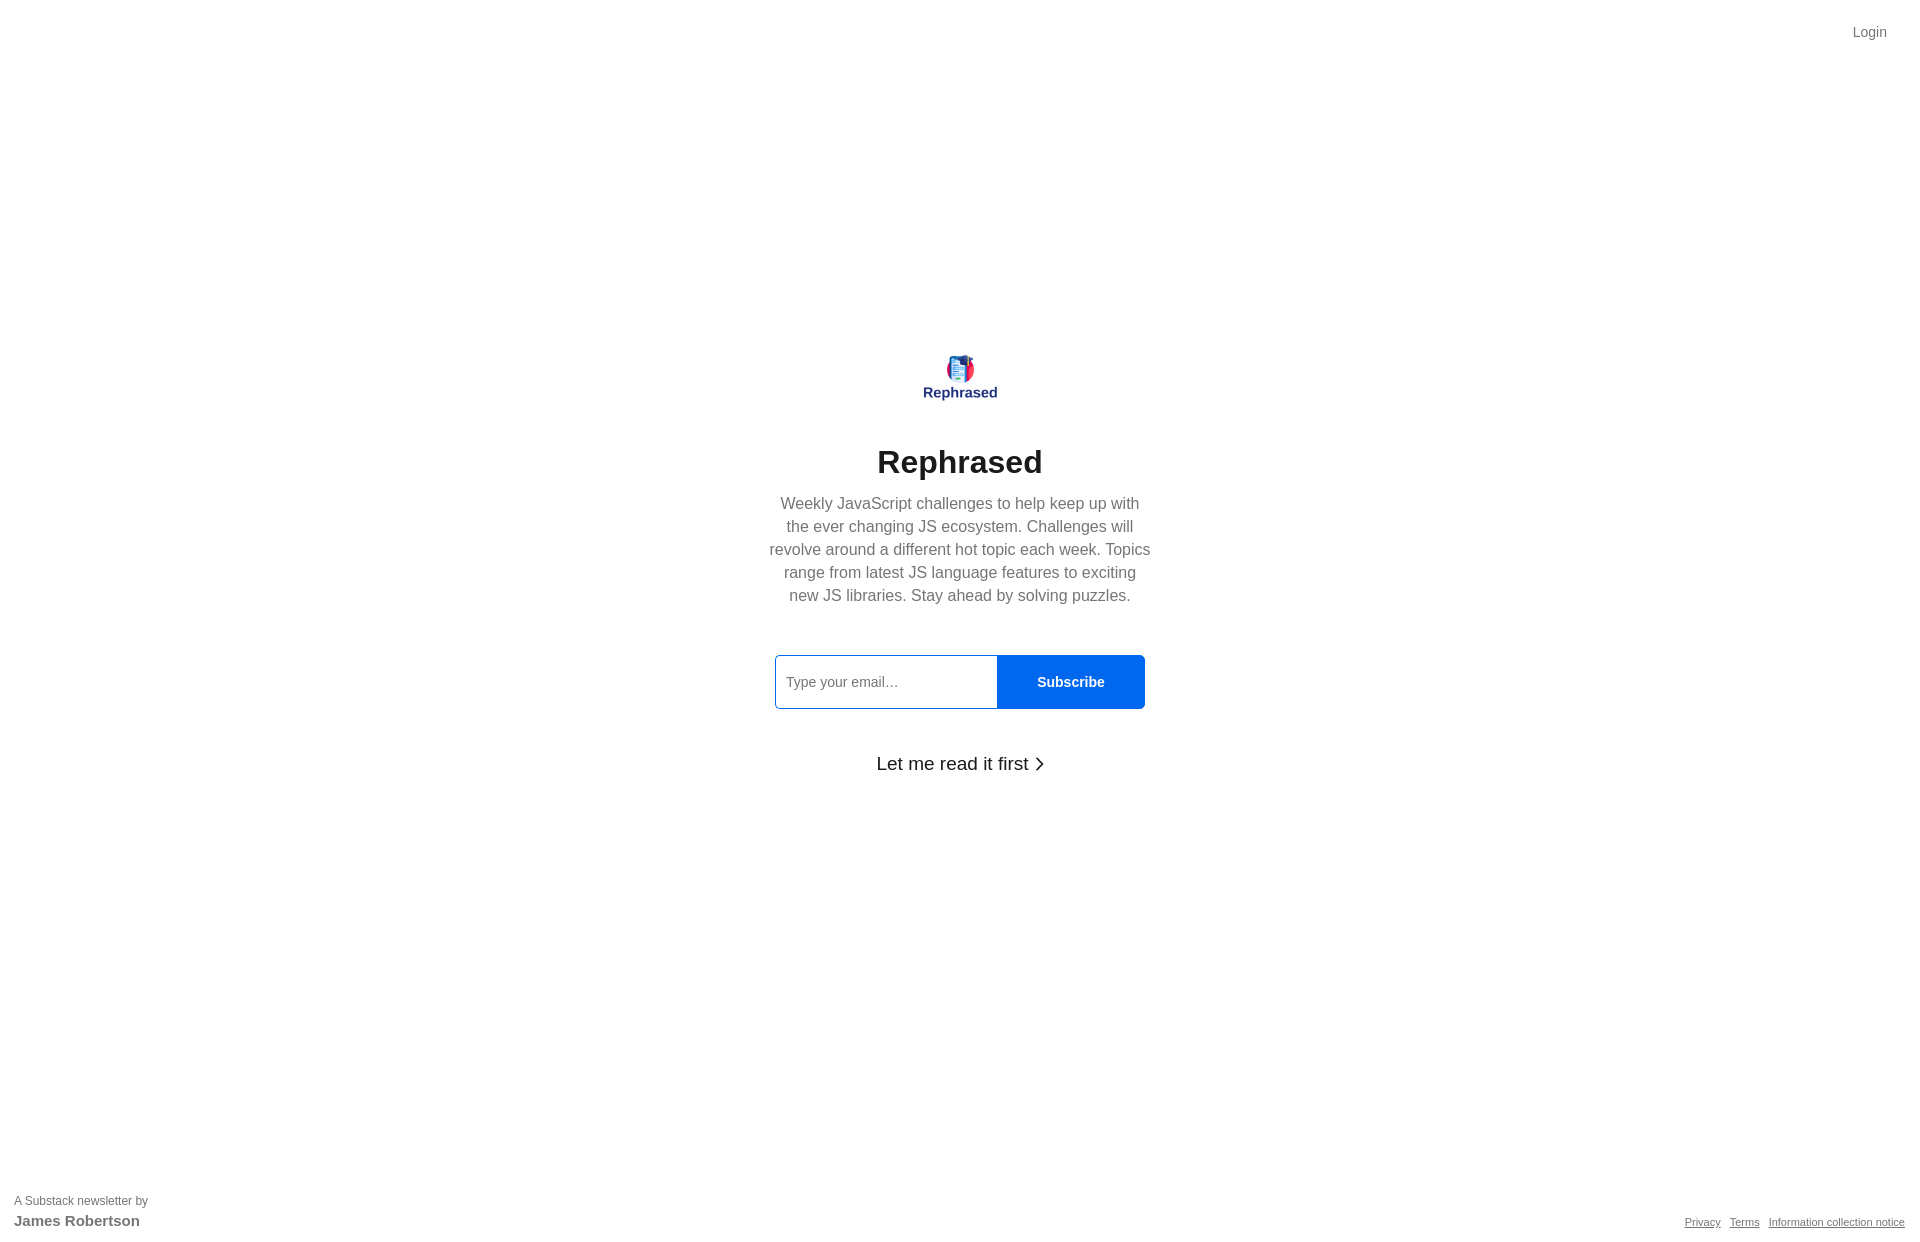 Login
Rephrased
Rephrased
Weekly JavaScript challenges to help keep up with
the ever changing JS ecosystem. Challenges will
revolve around a different hot topic each week. Topics
range from latest JS language features to exciting
new JS libraries. Stay ahead by solving puzzles.
Type your email…
Subscribe
Let me read it first
A Substack newsletter by
James Robertson
Privacy Terms Information collection notice